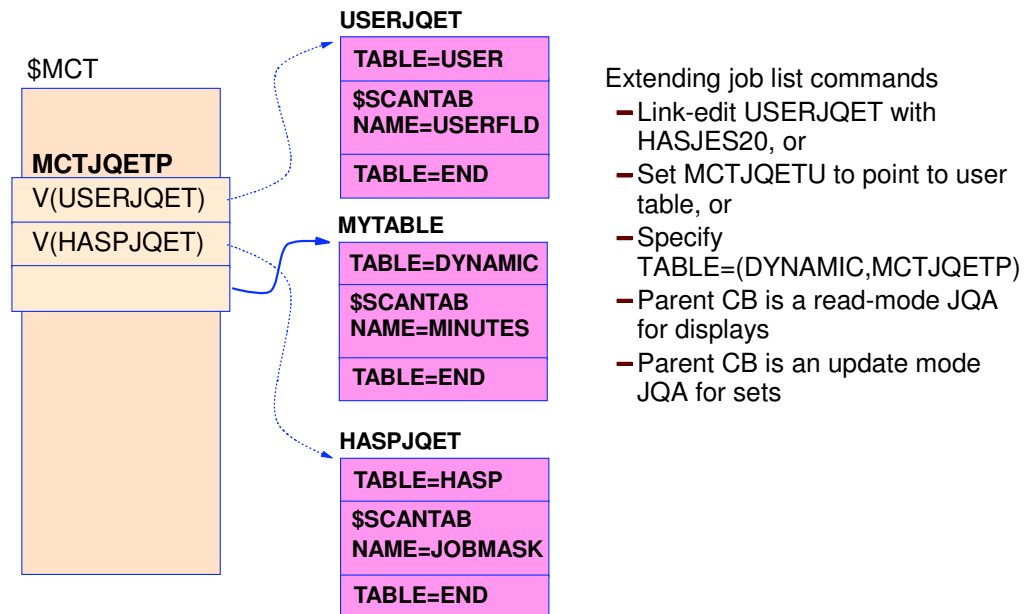 $MCT
MCTJQETP
V(USERJQET)
V(HASPJQET)
USERJQET
TABLE=USER
$SCANTAB
NAME=USERFLD
TABLE=END
MYTABLE
TABLE=DYNAMIC
$SCANTAB
NAME=MINUTES
TABLE=END
HASPJQET
TABLE=HASP
$SCANTAB
NAME=JOBMASK
TABLE=END
Extending job list commands
Link-edit USERJQET with
HASJES20, or
Set MCTJQETU to point to user
table, or
Specify
TABLE=(DYNAMIC,MCTJQETP)
Parent CB is a read-mode JQA
for displays
Parent CB is an update mode
JQA for sets